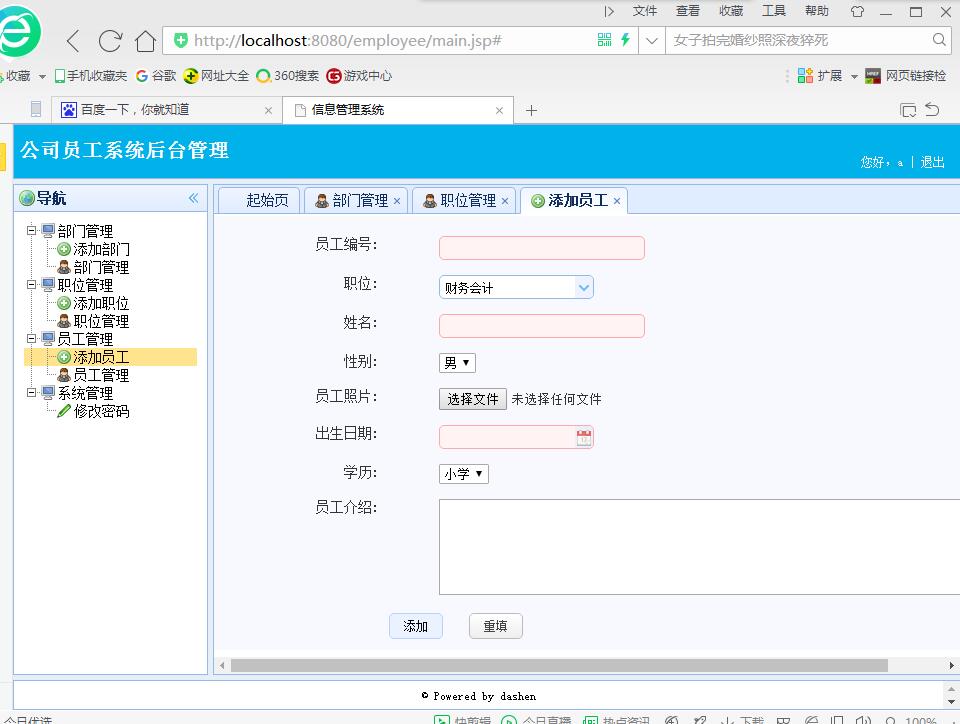 文件 查看 收藏 工具 帮助
http://localhost:8080/employee/main.jsp# 女子拍完婚纱照深夜猝死
收藏 手机收藏夹 谷歌 网址大全 360搜索 游戏中心 扩展 网页链接检
百度一下，你就知道 信息管理系统
公司员工系统后台管理
您好，a | 退出
导航
起始页 部门管理 职位管理 添加员工
部门管理
添加部门
部门管理
职位管理
添加职位
职位管理
员工管理
添加员工
员工管理
系统管理
修改密码
员工编号:
职位: 财务会计
姓名:
性别: 男
员工照片: 选择文件 未选择任何文件
出生日期:
学历: 小学
员工介绍:
添加 重填
© Powered by dashen
今日优选 快剪辑 今日直播 热点资讯 下载 100%